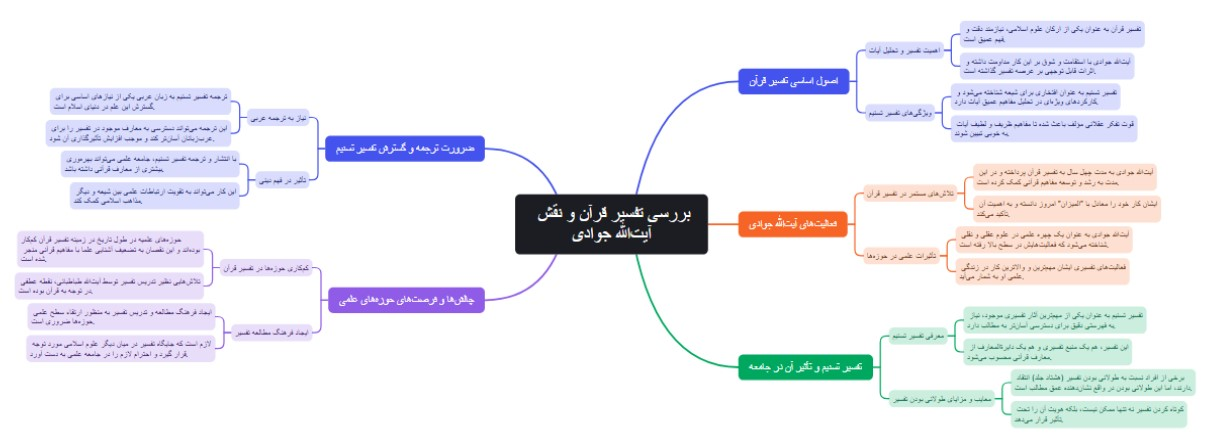 بررسی تفسیر قرآن و نقش
آیت‌الله جوادی
اصول اساسی تفسیر قرآن
اهمیت تفسیر و تحلیل آیات
تفسیر قرآن به عنوان یکی از ارکان علوم اسلامی، نیازمند دقت و
فهم عمیق است.
آیت‌الله جوادی با استقامت و شوق بر این کار مداومت داشته و
اثرات قابل توجهی بر عرصه تفسیر گذاشته است.
ویژگی‌های تفسیر تسنیم
تفسیر تسنیم به عنوان افتخاری برای شیعه شناخته می‌شود و
کارکردهای ویژه‌ای در تحلیل مفاهیم عمیق آیات دارد.
قوت تفکر عقلانی مؤلف باعث شده تا مفاهیم ظریف و لطیف آیات
به خوبی تبیین شوند.
فعالیت‌های آیت‌الله جوادی
تلاش‌های مستمر در تفسیر قرآن
آیت‌الله جوادی به مدت چهل سال به تفسیر قرآن پرداخته و در این
مدت به رشد و توسعه مفاهیم قرآنی کمک کرده است.
ایشان کار خود را معادل با "المیزان" امروز دانسته و به اهمیت آن
تاکید می‌کند.
تأثیرات علمی در حوزه‌ها
آیت‌الله جوادی به عنوان یک چهره علمی در علوم عقلی و نقلی
شناخته می‌شود که فعالیت‌هایش در سطح بالا رفته است.
فعالیت‌های تفسیری ایشان مهم‌ترین و والاترین کار در زندگی
علمی او به شمار می‌آید.
تفسیر تسنیم و تأثیر آن در جامعه
معرفی تفسیر تسنیم
تفسیر تسنیم به عنوان یکی از مهم‌ترین آثار تفسیری موجود، نیاز
به فهرستی دقیق برای دسترسی آسان‌تر به مطالب دارد.
این تفسیر، هم یک منبع تفسیری و هم یک دایرة‌المعارف از
معارف قرآنی محسوب می‌شود.
معایب و مزایای طولانی بودن تفسیر
برخی از افراد نسبت به طولانی بودن تفسیر (هشتاد جلد) انتقاد
دارند، اما این طولانی بودن در واقع نشان‌دهنده عمق مطالب است.
کوتاه کردن تفسیر نه تنها ممکن نیست، بلکه هویت آن را تحت
تأثیر قرار می‌دهد.
ضرورت ترجمه و گسترش تفسیر تسنیم
نیاز به ترجمه عربی
ترجمه تفسیر تسنیم به زبان عربی یکی از نیازهای اساسی برای
گسترش این علم در دنیای اسلام است.
این ترجمه می‌تواند دسترسی به معارف موجود در تفسیر را برای
عرب‌زبانان آسان‌تر کند و موجب افزایش تأثیرگذاری آن شود.
تأثیر در فهم دینی
با انتشار و ترجمه تفسیر تسنیم، جامعه علمی می‌تواند بهره‌وری
بیشتری از معارف قرآنی داشته باشد.
این کار می‌تواند به تقویت ارتباطات علمی بین شیعه و دیگر
مذاهب اسلامی کمک کند.
چالش‌ها و فرصت‌های حوزه‌های علمی
کم‌کاری حوزه‌ها در تفسیر قرآن
حوزه‌های علمیه در طول تاریخ در زمینه تفسیر قرآن کم‌کار
بوده‌اند و این نقصان به تضعیف آشنایی علما با مفاهیم قرآنی منجر
شده است.
تلاش‌هایی نظیر تدریس تفسیر توسط آیت‌الله طباطبائی، نقطه عطفی
در توجه به قرآن بوده است.
ایجاد فرهنگ مطالعه تفسیر
ایجاد فرهنگ مطالعه و تدریس تفسیر به منظور ارتقاء سطح علمی
حوزه‌ها ضروری است.
لازم است که جایگاه تفسیر در میان دیگر علوم اسلامی مورد توجه
قرار گیرد و احترام لازم را در جامعه علمی به دست آورد.